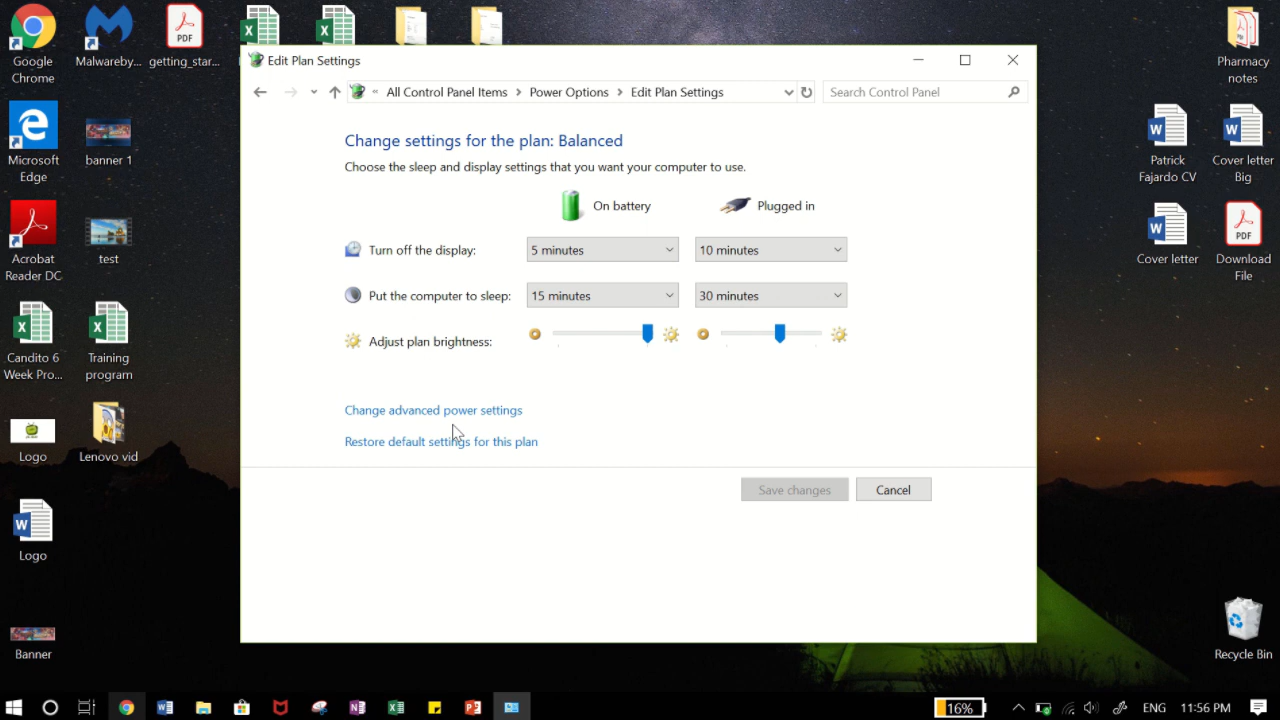 Google
Chrome
Malwareby...
PDF
getting_star...
Microsoft
Edge
banner 1
Acrobat
Reader DC
test
Candito 6
Week Pro...
Training
program
Logo
Lenovo vid
Logo
Banner
Edit Plan Settings
« All Control Panel Items > Power Options > Edit Plan Settings
Search Control Panel
Change settings for the plan: Balanced
Choose the sleep and display settings that you want your computer to use.
On battery
Plugged in
Turn off the display: 5 minutes 10 minutes
Put the computer to sleep: 15 minutes 30 minutes
Adjust plan brightness:
Change advanced power settings
Restore default settings for this plan
Save changes
Cancel
Pharmacy
notes
Patrick
Fajardo CV
Cover letter
Big
Cover letter
PDF
Download
File
Recycle Bin
16%
ENG 11:56 PM